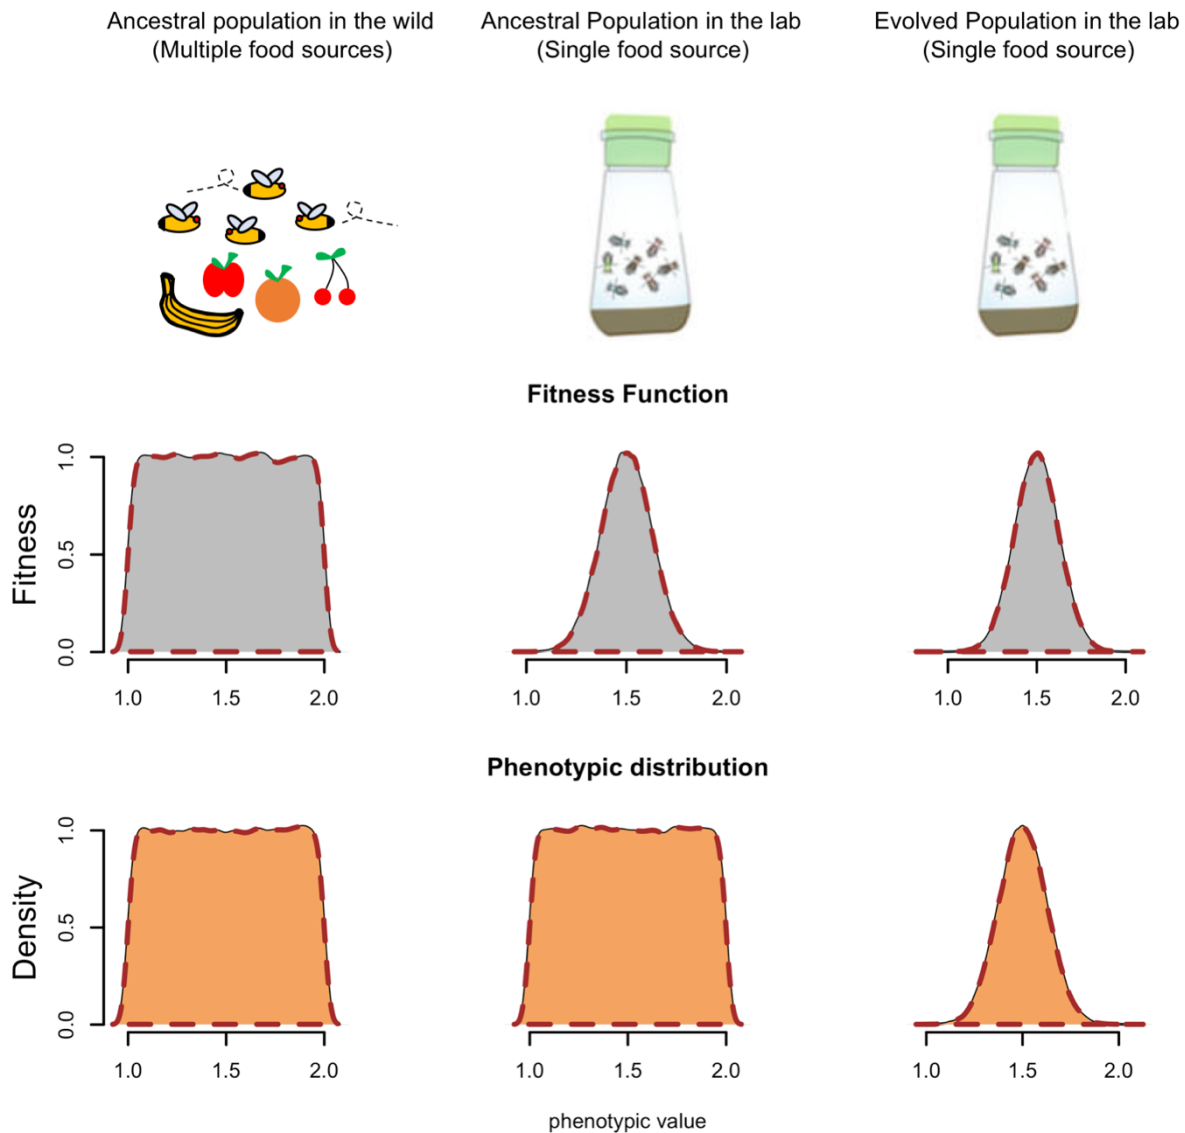 Ancestral population in the wild
(Multiple food sources)
Ancestral Population in the lab
(Single food source)
Evolved Population in the lab
(Single food source)
Fitness Function
Fitness
1.0
0.5
0.0
1.0 1.5 2.0
1.0 1.5 2.0
1.0 1.5 2.0
Phenotypic distribution
Density
1.0
0.5
0.0
1.0 1.5 2.0
1.0 1.5 2.0
1.0 1.5 2.0
phenotypic value